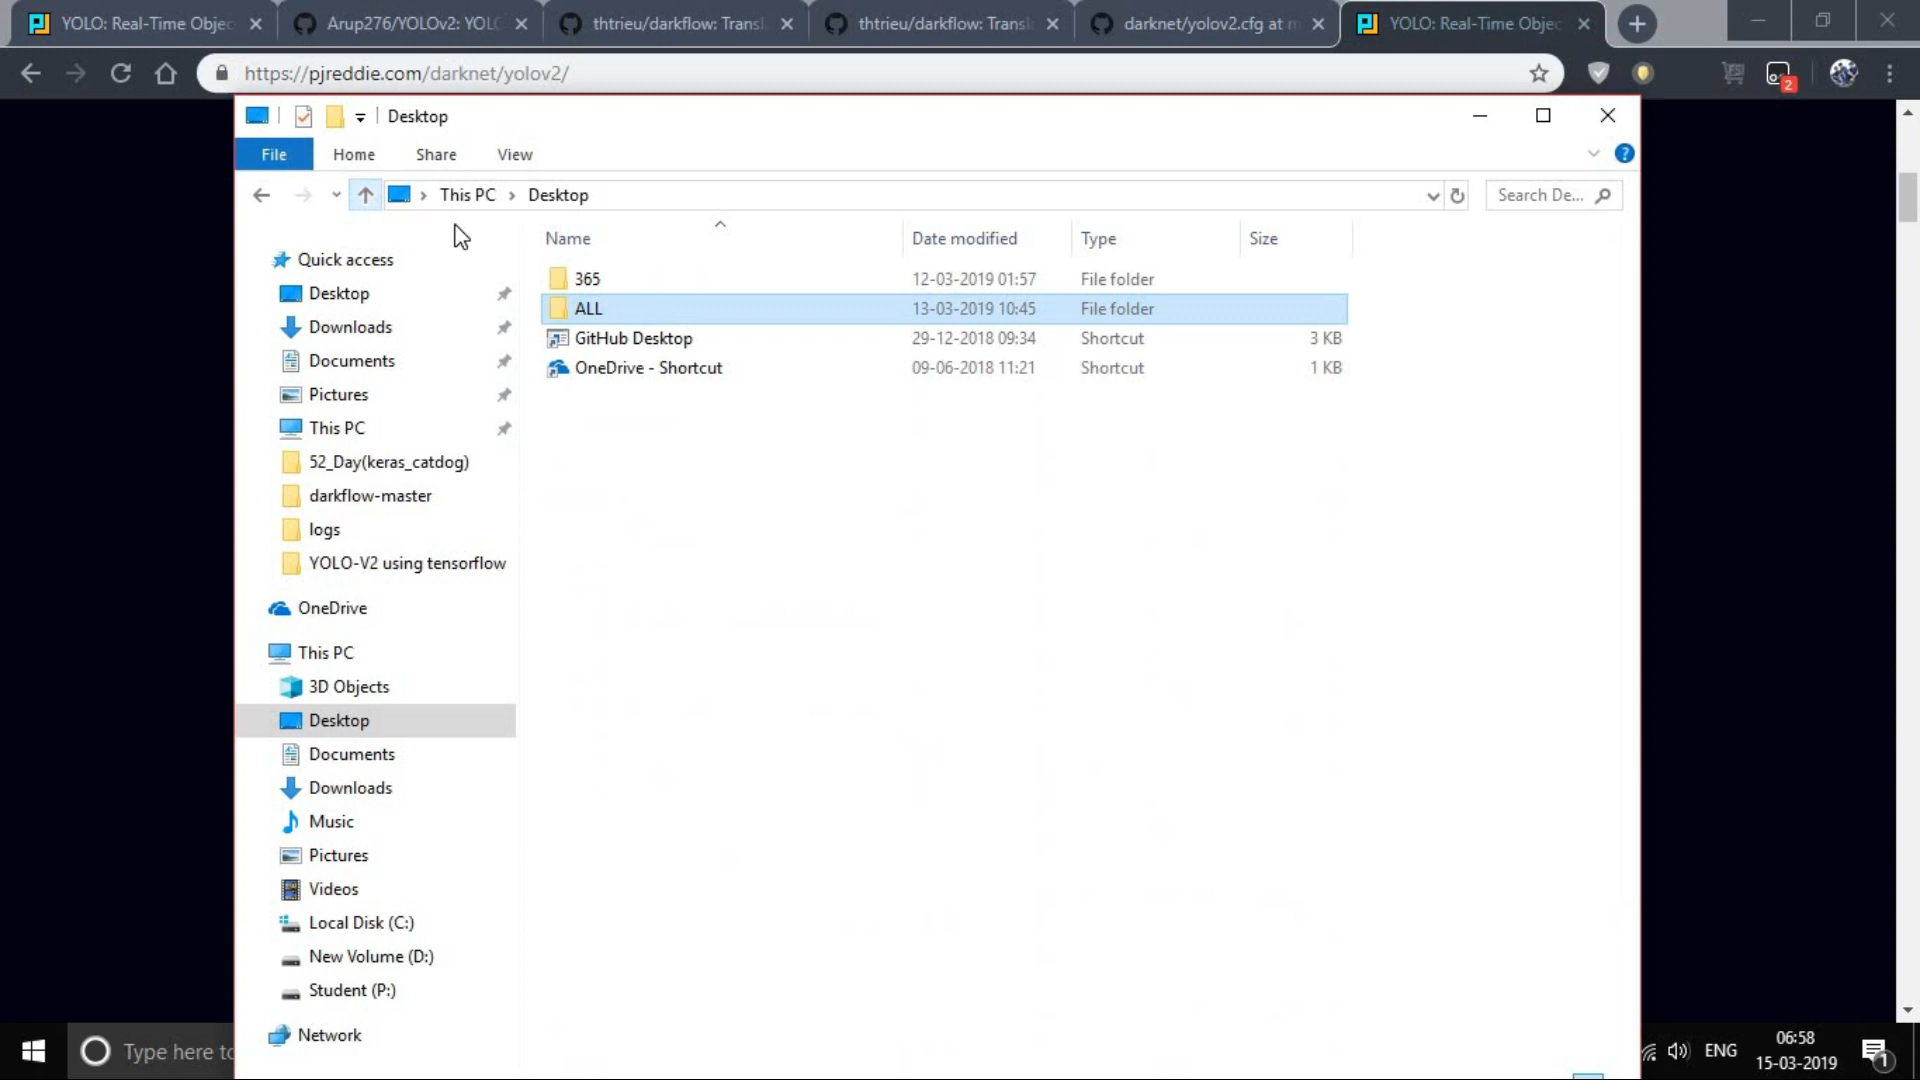 YOLO: Real-Time Objec
Arup276/YOLOv2: YOLO
thtrieu/darkflow: Transl
thtrieu/darkflow: Transl
darknet/yolov2.cfg at m
YOLO: Real-Time Objec
https://pjreddie.com/darknet/yolov2/
2
Desktop
File Home Share View
This PC > Desktop
Search De...
Name Date modified Type Size
365 12-03-2019 01:57 File folder
ALL 13-03-2019 10:45 File folder
GitHub Desktop 29-12-2018 09:34 Shortcut 3 KB
OneDrive - Shortcut 09-06-2018 11:21 Shortcut 1 KB
Quick access
Desktop
Downloads
Documents
Pictures
This PC
52_Day(keras_catdog)
darkflow-master
logs
YOLO-V2 using tensorflow
OneDrive
This PC
3D Objects
Desktop
Documents
Downloads
Music
Pictures
Videos
Local Disk (C:)
New Volume (D:)
Student (P:)
Network
Type here to
ENG
06:58
15-03-2019
1